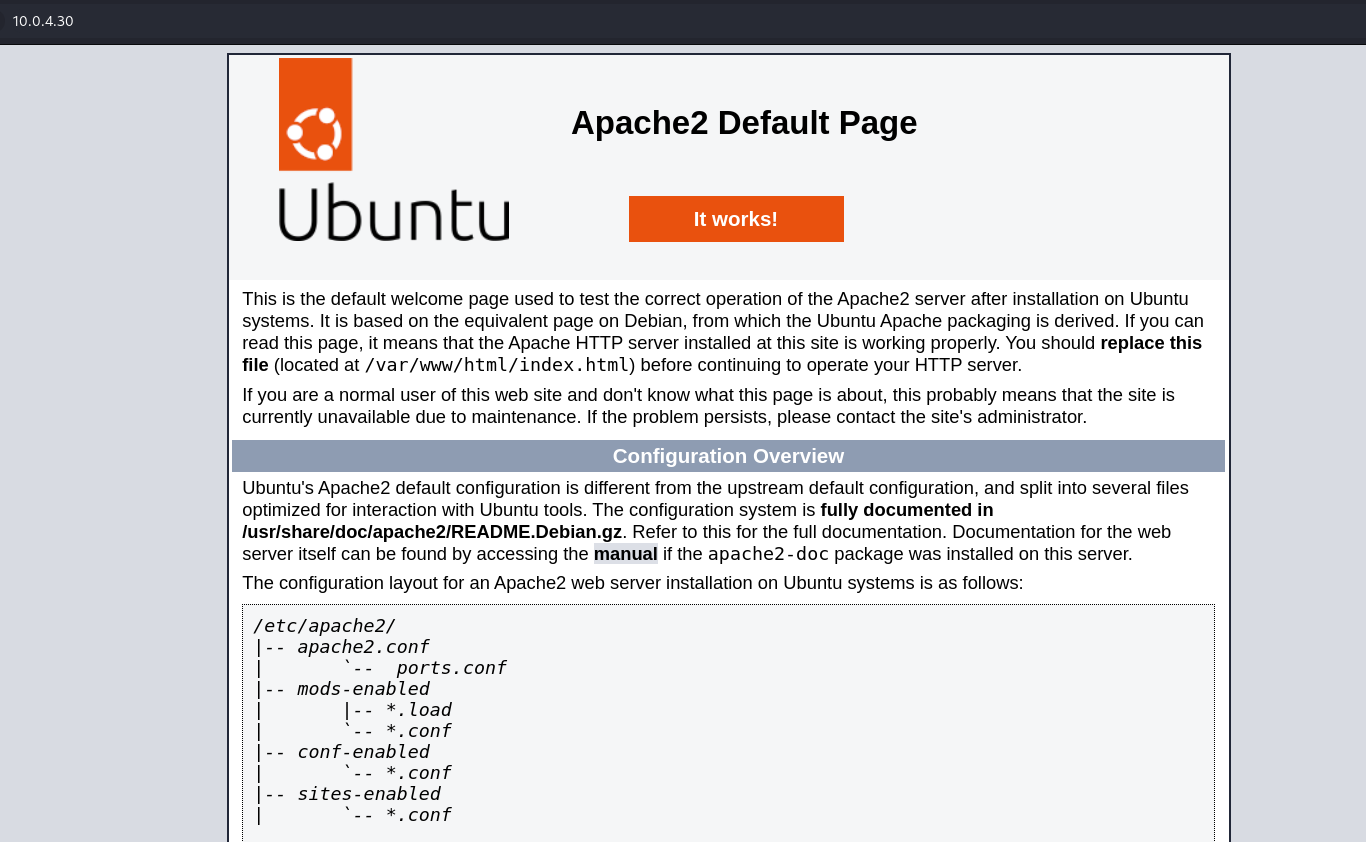 10.0.4.30
Apache2 Default Page
Ubuntu
It works!
This is the default welcome page used to test the correct operation of the Apache2 server after installation on Ubuntu
systems. It is based on the equivalent page on Debian, from which the Ubuntu Apache packaging is derived. If you can
read this page, it means that the Apache HTTP server installed at this site is working properly. You should replace this
file (located at /var/www/html/index.html) before continuing to operate your HTTP server.
If you are a normal user of this web site and don't know what this page is about, this probably means that the site is
currently unavailable due to maintenance. If the problem persists, please contact the site's administrator.
Configuration Overview
Ubuntu's Apache2 default configuration is different from the upstream default configuration, and split into several files
optimized for interaction with Ubuntu tools. The configuration system is fully documented in
/usr/share/doc/apache2/README.Debian.gz. Refer to this for the full documentation. Documentation for the web
server itself can be found by accessing the manual if the apache2-doc package was installed on this server.
The configuration layout for an Apache2 web server installation on Ubuntu systems is as follows:
/etc/apache2/
|-- apache2.conf
|       `--  ports.conf
|-- mods-enabled
|       |-- *.load
|       `-- *.conf
|-- conf-enabled
|       `-- *.conf
|-- sites-enabled
|       `-- *.conf